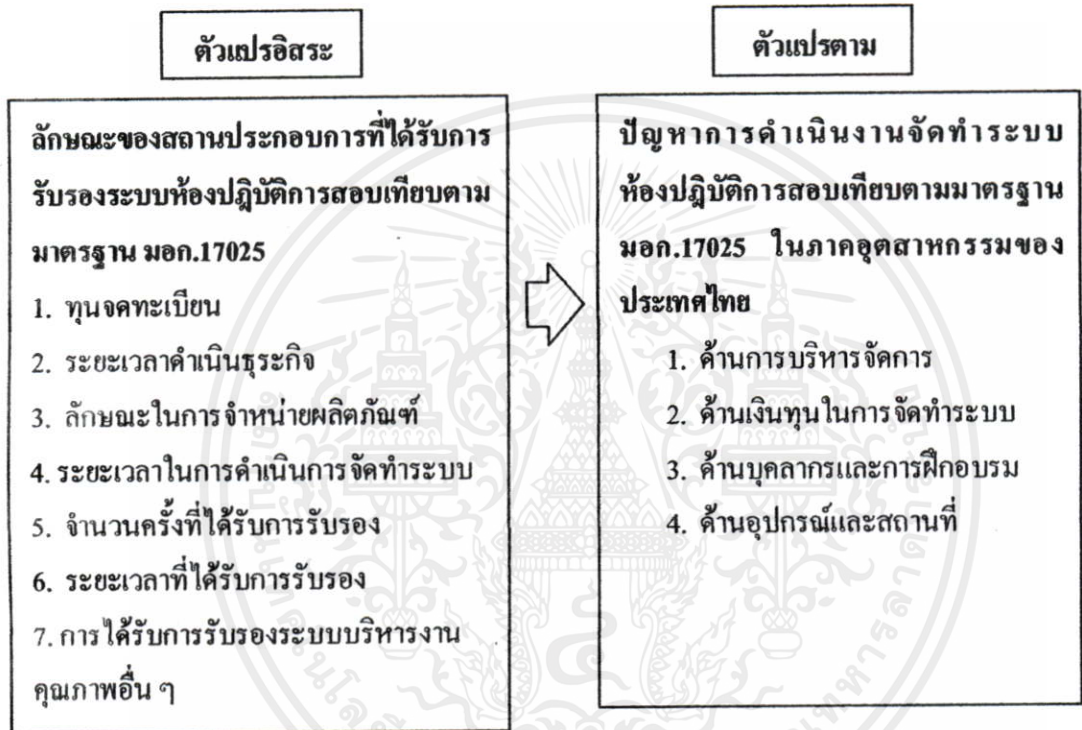 ตัวแปรอิสระ
ลักษณะของสถานประกอบการที่ได้รับการ
รับรองระบบห้องปฏิบัติการสอบเทียบตาม
มาตรฐาน มอก.17025
1. ทุนจดทะเบียน
2. ระยะเวลาดำเนินธุระกิจ
3. ลักษณะในการจำหน่ายผลิตภัณฑ์
4. ระยะเวลาในการดำเนินการจัดทำระบบ
5. จำนวนครั้งที่ได้รับการรับรอง
6. ระยะเวลาที่ได้รับการรับรอง
7. การได้รับการรับรองระบบบริหารงาน
คุณภาพอื่น ๆ
ตัวแปรตาม
ปัญหาการดำเนินงานจัดทำระบบ
ห้องปฏิบัติการสอบเทียบตามมาตรฐาน
มอก.17025 ในภาคอุตสาหกรรมของ
ประเทศไทย
1. ด้านการบริหารจัดการ
2. ด้านเงินทุนในการจัดทำระบบ
3. ด้านบุคลากรและการฝึกอบรม
4. ด้านอุปกรณ์และสถานที่